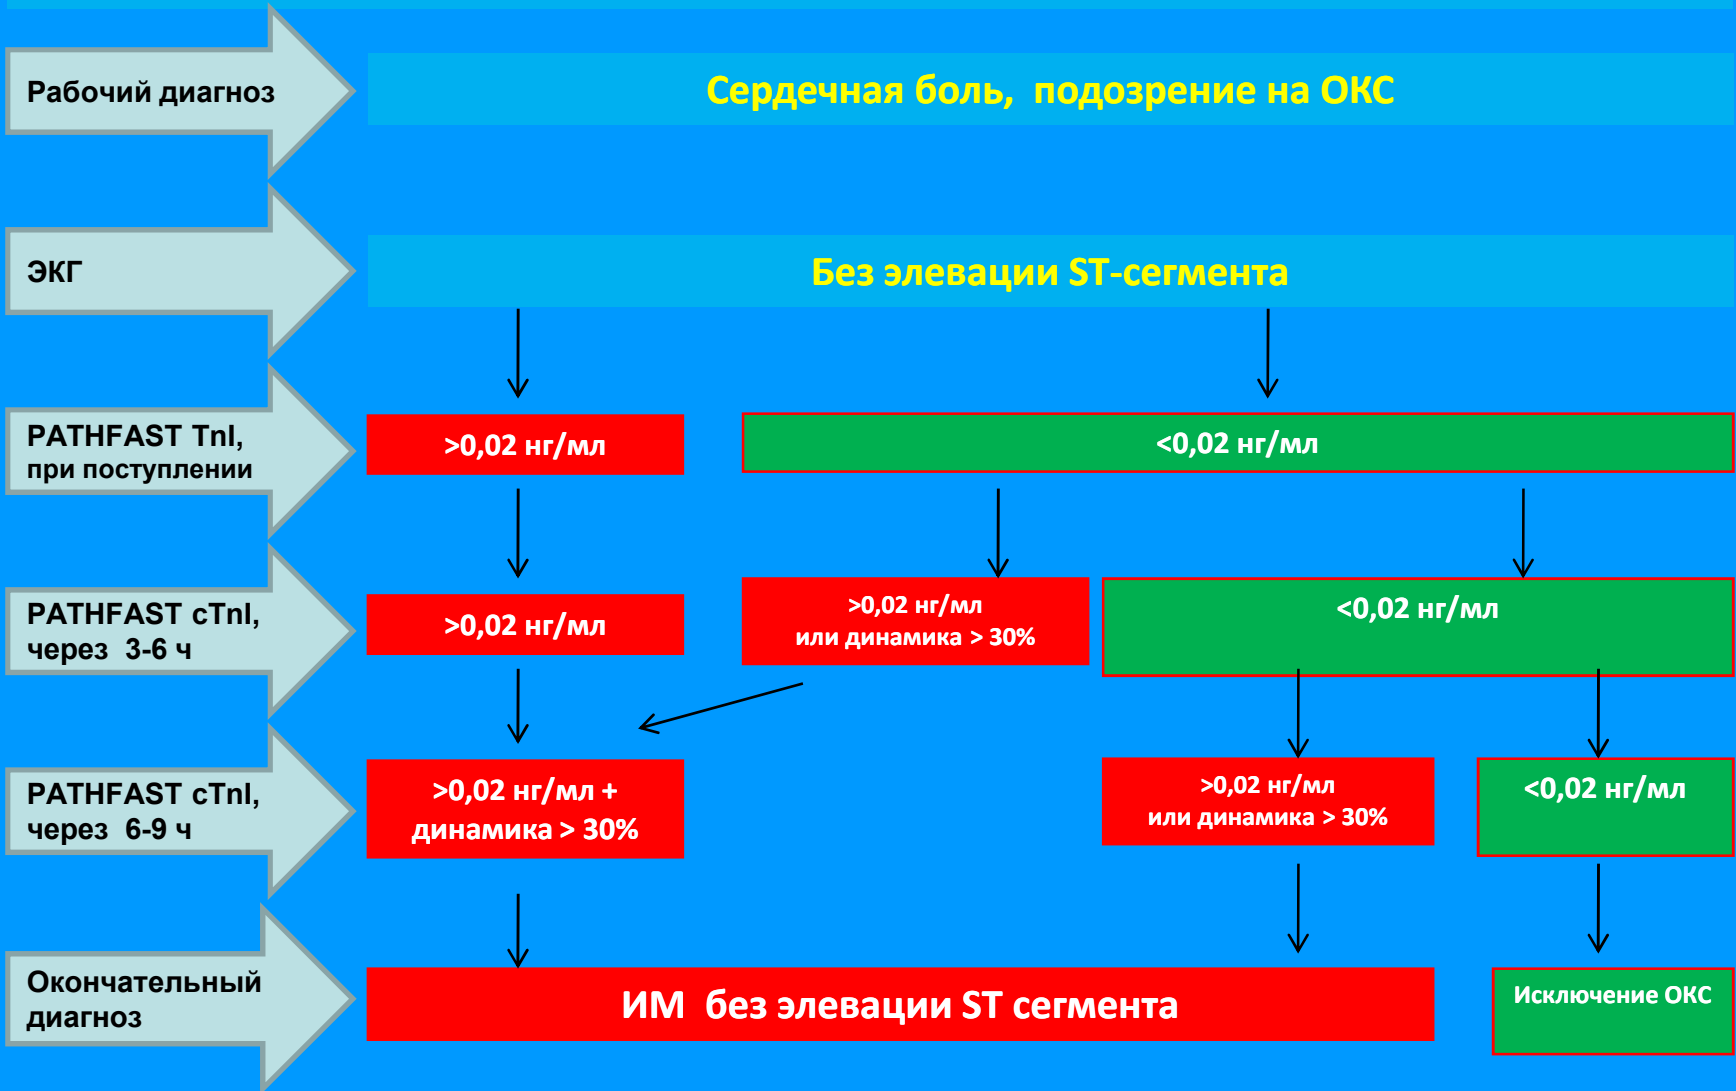 Рабочий диагноз
Сердечная боль, подозрение на ОКС
ЭКГ
Без элевации ST-сегмента
PATHFAST TnI,
при поступлении
>0,02 нг/мл
<0,02 нг/мл
PATHFAST cTnI,
через 3-6 ч
>0,02 нг/мл
>0,02 нг/мл
или динамика > 30%
<0,02 нг/мл
PATHFAST cTnI,
через 6-9 ч
>0,02 нг/мл +
динамика > 30%
>0,02 нг/мл
или динамика > 30%
<0,02 нг/мл
Окончательный
диагноз
ИМ без элевации ST сегмента
Исключение ОКС